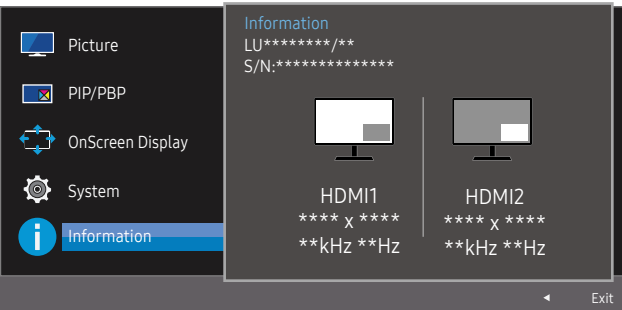 Picture
PIP/PBP
OnScreen Display
System
Information
Information
LU********/**
S/N:**************
HDMI1
**** x ****
**kHz **Hz
HDMI2
**** x ****
**kHz **Hz
Exit